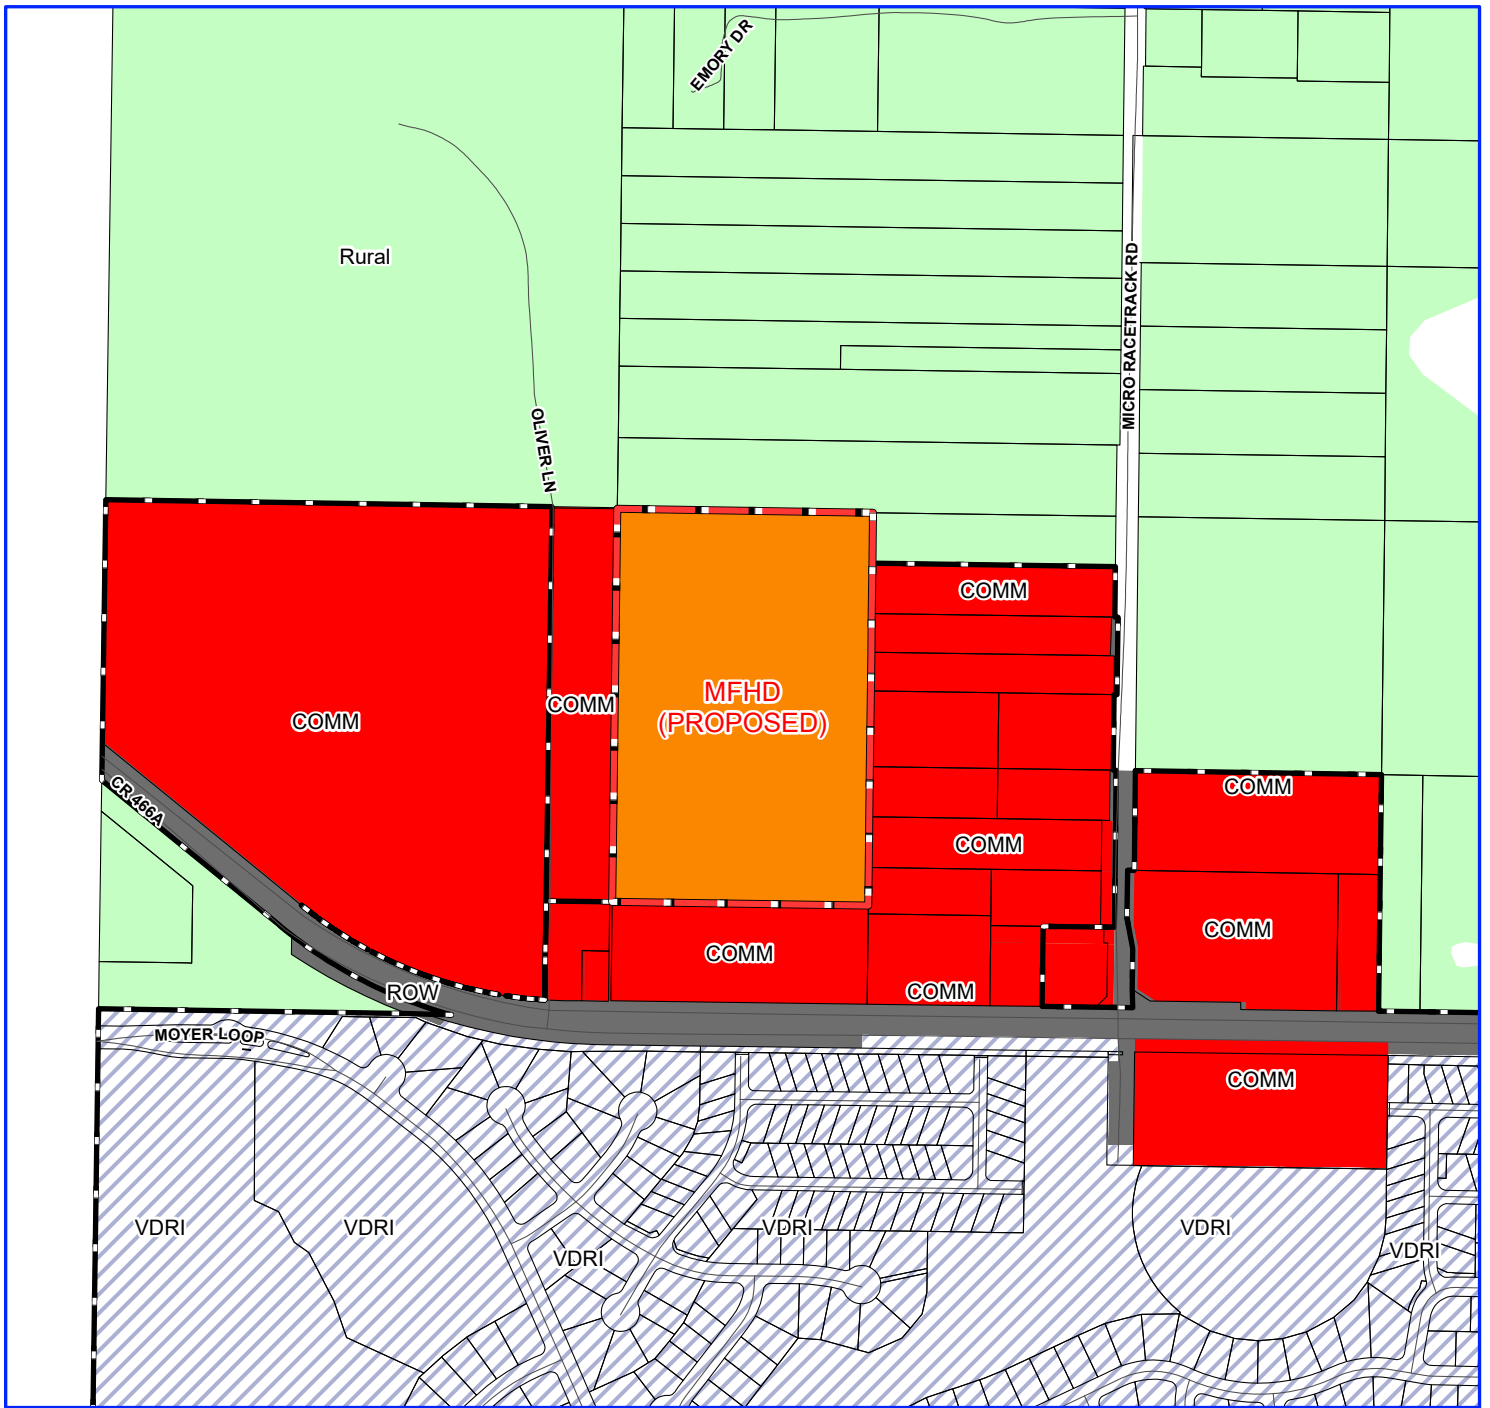 EMORY DR
Rural
MICRO RACETRACK RD
OLIVER LN
COMM
MFHD
(PROPOSED)
COMM
COMM
COMM
CR 466A
COMM
COMM
COMM
ROW
COMM
MOYER LOOP
COMM
VDRI
VDRI
VDRI
VDRI
VDRI
VDRI